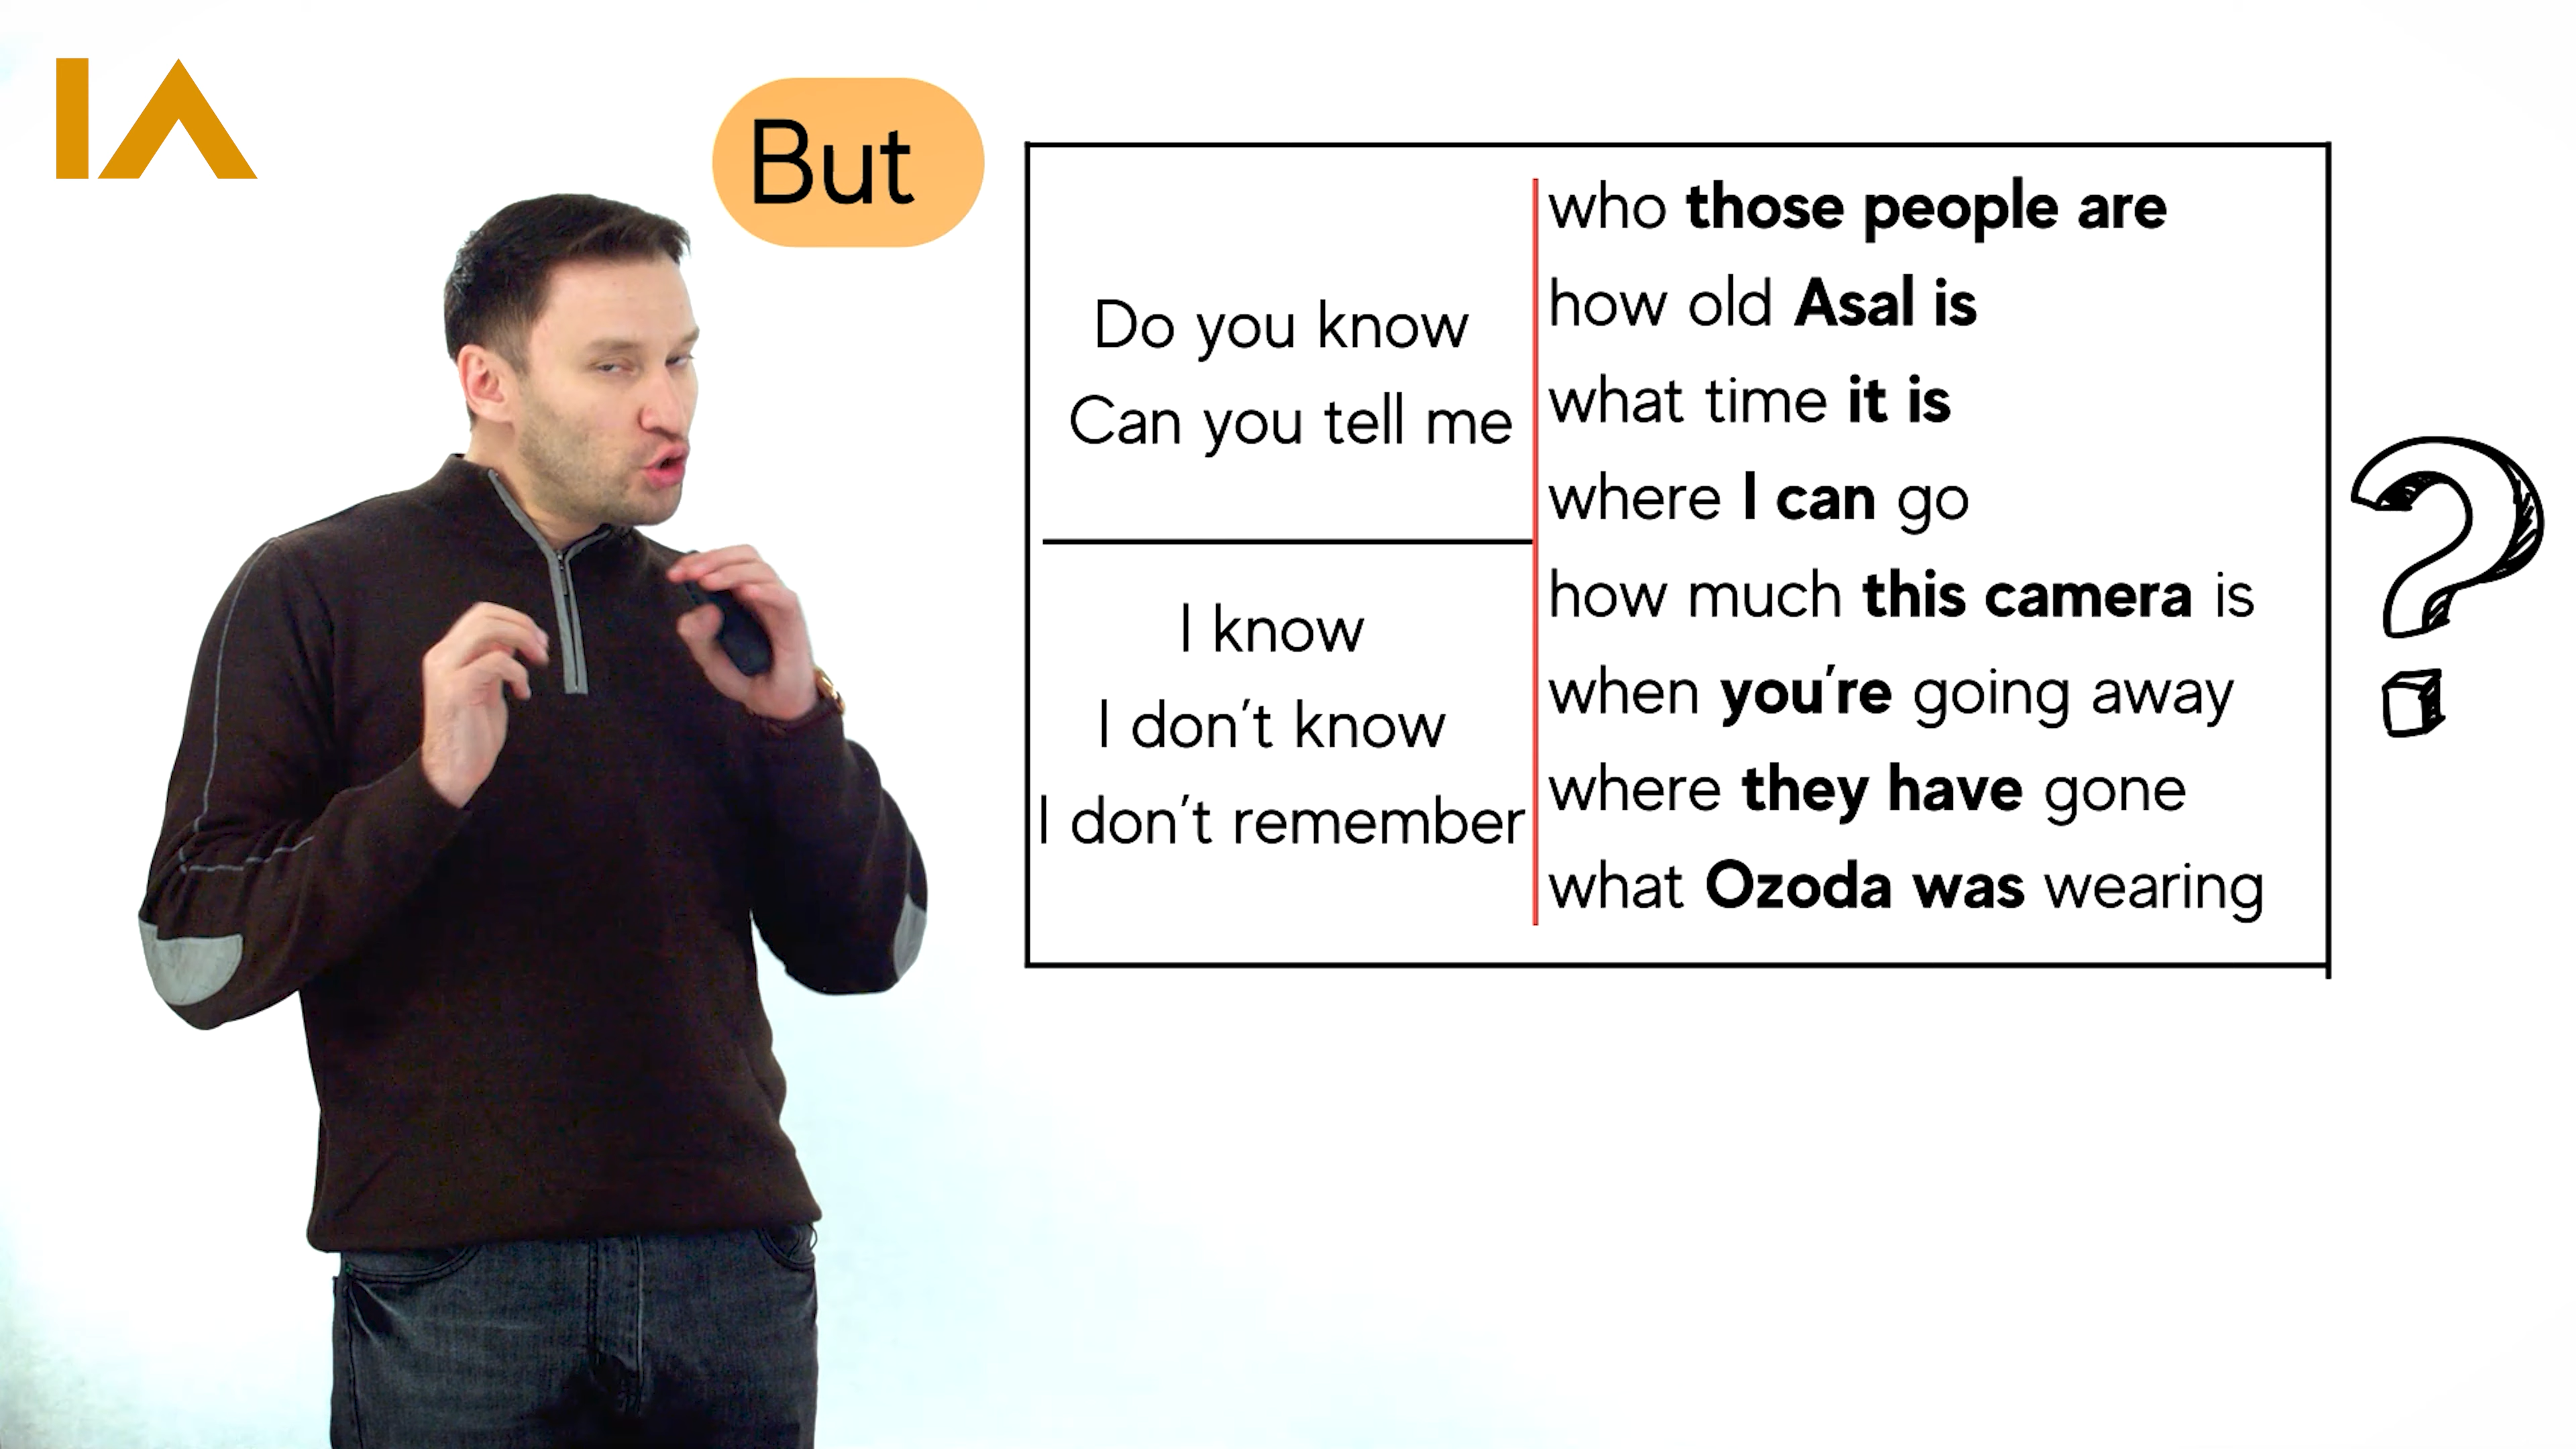 IA
But
Do you know
Can you tell me
I know
I don't know
I don't remember
who those people are
how old Asal is
what time it is
where I can go
how much this camera is
when you're going away
where they have gone
what Ozoda was wearing
?